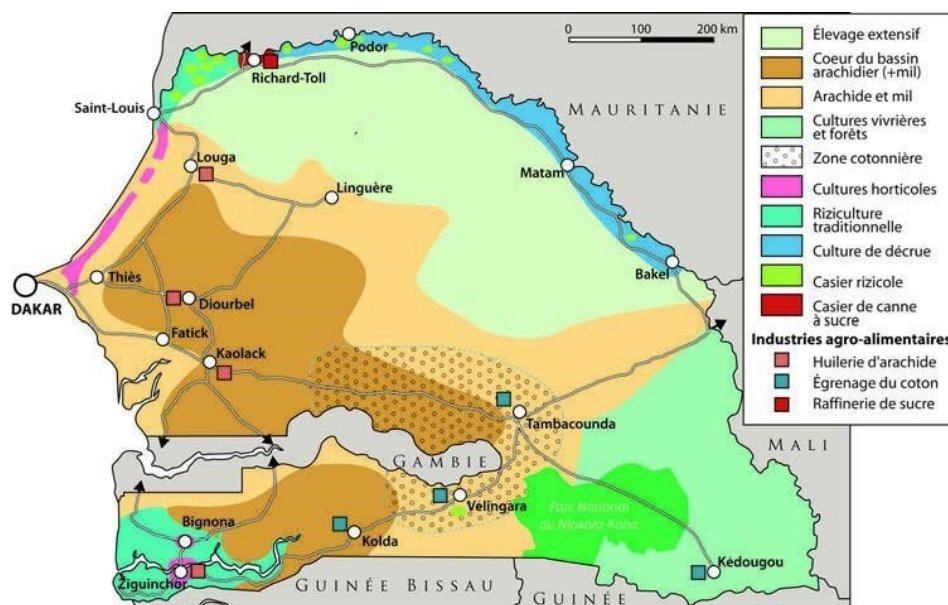 Podor
Richard-Toll
Saint-Louis
MAURITANIE
Louga
Linguère
Matam
Bakel
Thiès
DAKAR
Diourbel
Fatick
Kaolack
Tambacounda
GAMBIE
MALI
Vélingara
Parc National
du Niokolo-Koba
Bignona
Kolda
Kédougou
Ziguinchor
GUINÉE BISSAU
GUINÉE
0 100 200 km
Élevage extensif
Coeur du bassin
arachidier (+mil)
Arachide et mil
Cultures vivrières
et forêts
Zone cotonnière
Cultures horticoles
Riziculture
traditionnelle
Culture de décrue
Casier rizicole
Casier de canne
à sucre
Industries agro-alimentaires
Huilerie d'arachide
Égrenage du coton
Raffinerie de sucre